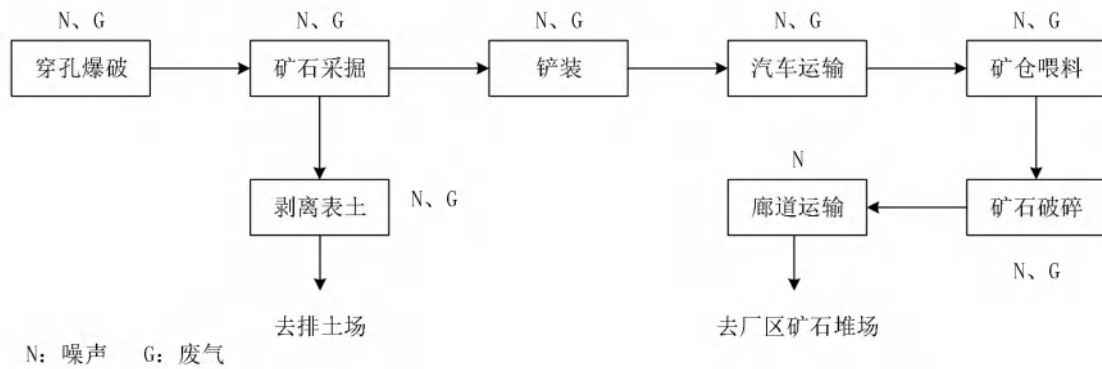 N、G N、G N、G N、G N、G
穿孔爆破 矿石采掘 铲装 汽车运输 矿仓喂料
N
剥离表土 N、G 廊道运输 矿石破碎
N、G
去排土场 去厂区矿石堆场
N：噪声 G：废气